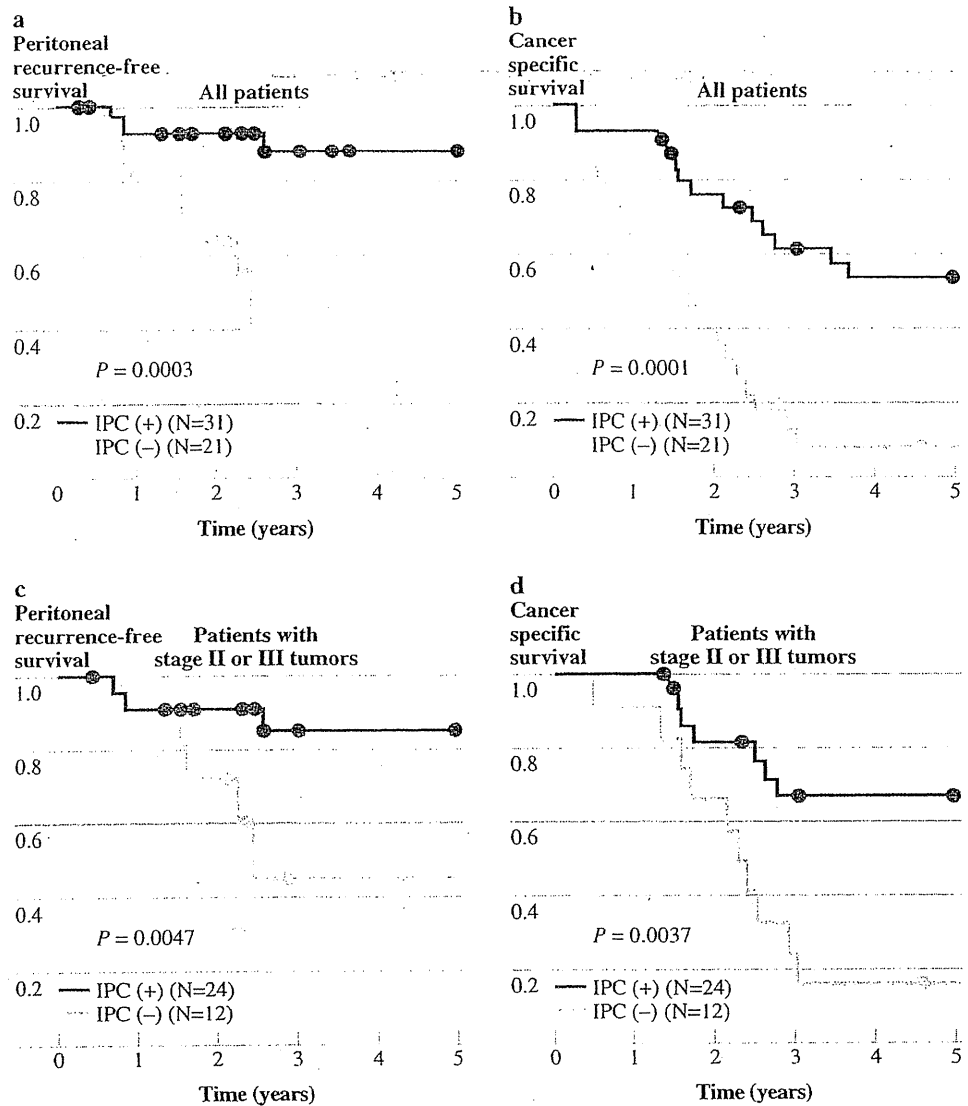 a
Peritoneal
recurrence-free
survival
All patients
1.0
0.8
0.6
0.4
0.2
P = 0.0003
IPC (+) (N=31)
IPC (–) (N=21)
0 1 2 3 4 5
Time (years)
b
Cancer
specific
survival
All patients
1.0
0.8
0.6
0.4
0.2
P = 0.0001
IPC (+) (N=31)
IPC (–) (N=21)
0 1 2 3 4 5
Time (years)
c
Peritoneal
recurrence-free
survival
Patients with
stage II or III tumors
1.0
0.8
0.6
0.4
0.2
P = 0.0047
IPC (+) (N=24)
IPC (–) (N=12)
0 1 2 3 4 5
Time (years)
d
Cancer
specific
survival
Patients with
stage II or III tumors
1.0
0.8
0.6
0.4
0.2
P = 0.0037
IPC (+) (N=24)
IPC (–) (N=12)
0 1 2 3 4 5
Time (years)